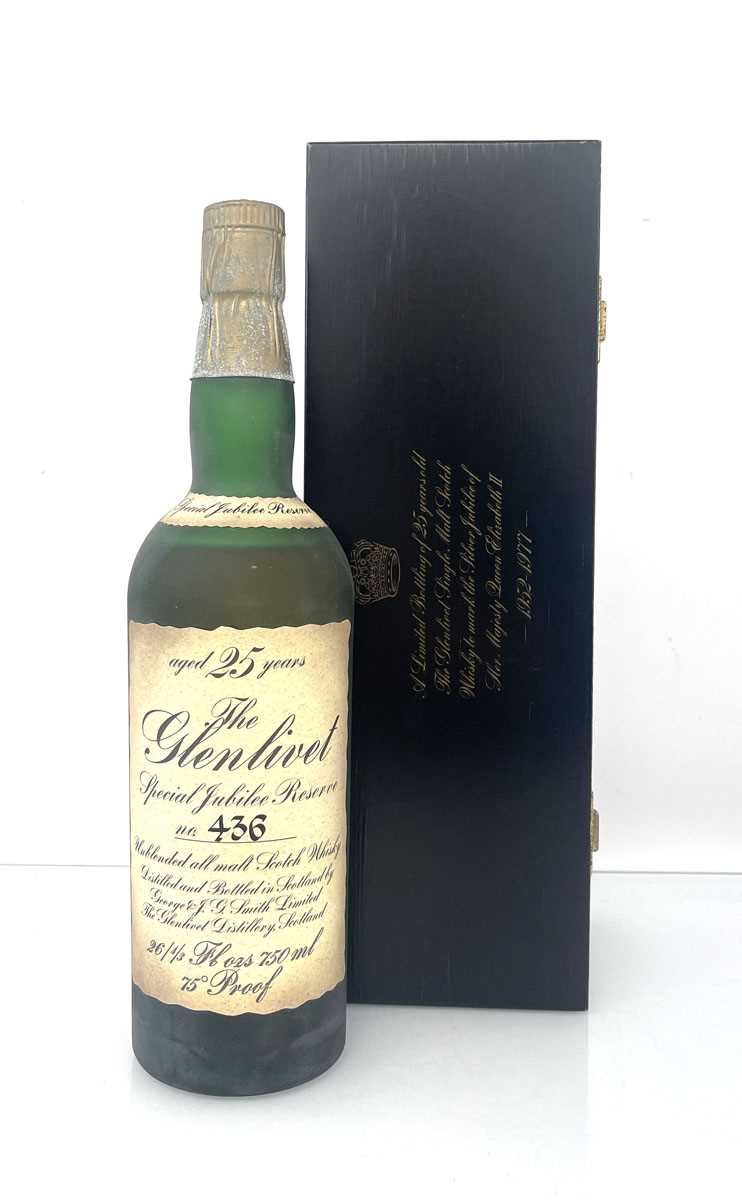 Special Jubilee Reserve
aged 25 years
The
Glenlivet
Special Jubilee Reserve
no. 436
Unblended all malt Scotch Whisky
Distilled and Bottled in Scotland by
George & J. G. Smith Limited
The Glenlivet Distillery, Scotland
26/⅓ Fl ozs 750 ml
75° Proof
A Limited Bottling of 25 years old
The Glenlivet Single Malt Scotch
Whisky to mark the Silver Jubilee of
Her Majesty Queen Elizabeth II
— 1952-1977 —